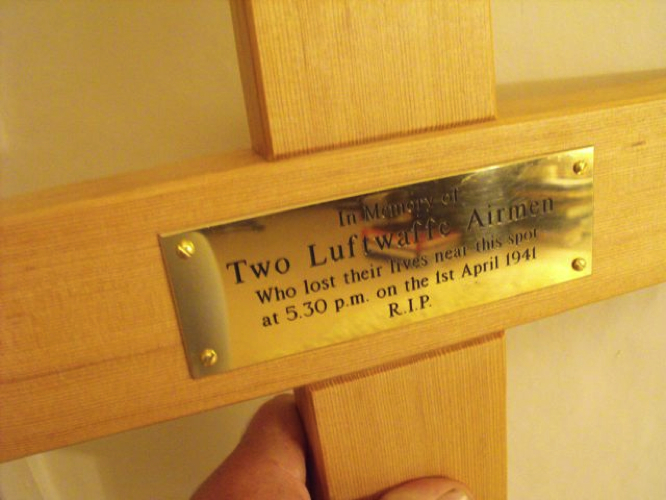 In Memory of
Two Luftwaffe Airmen
Who lost their lives near this spot
at 5.30 p.m. on the 1st April 1941
R.I.P.